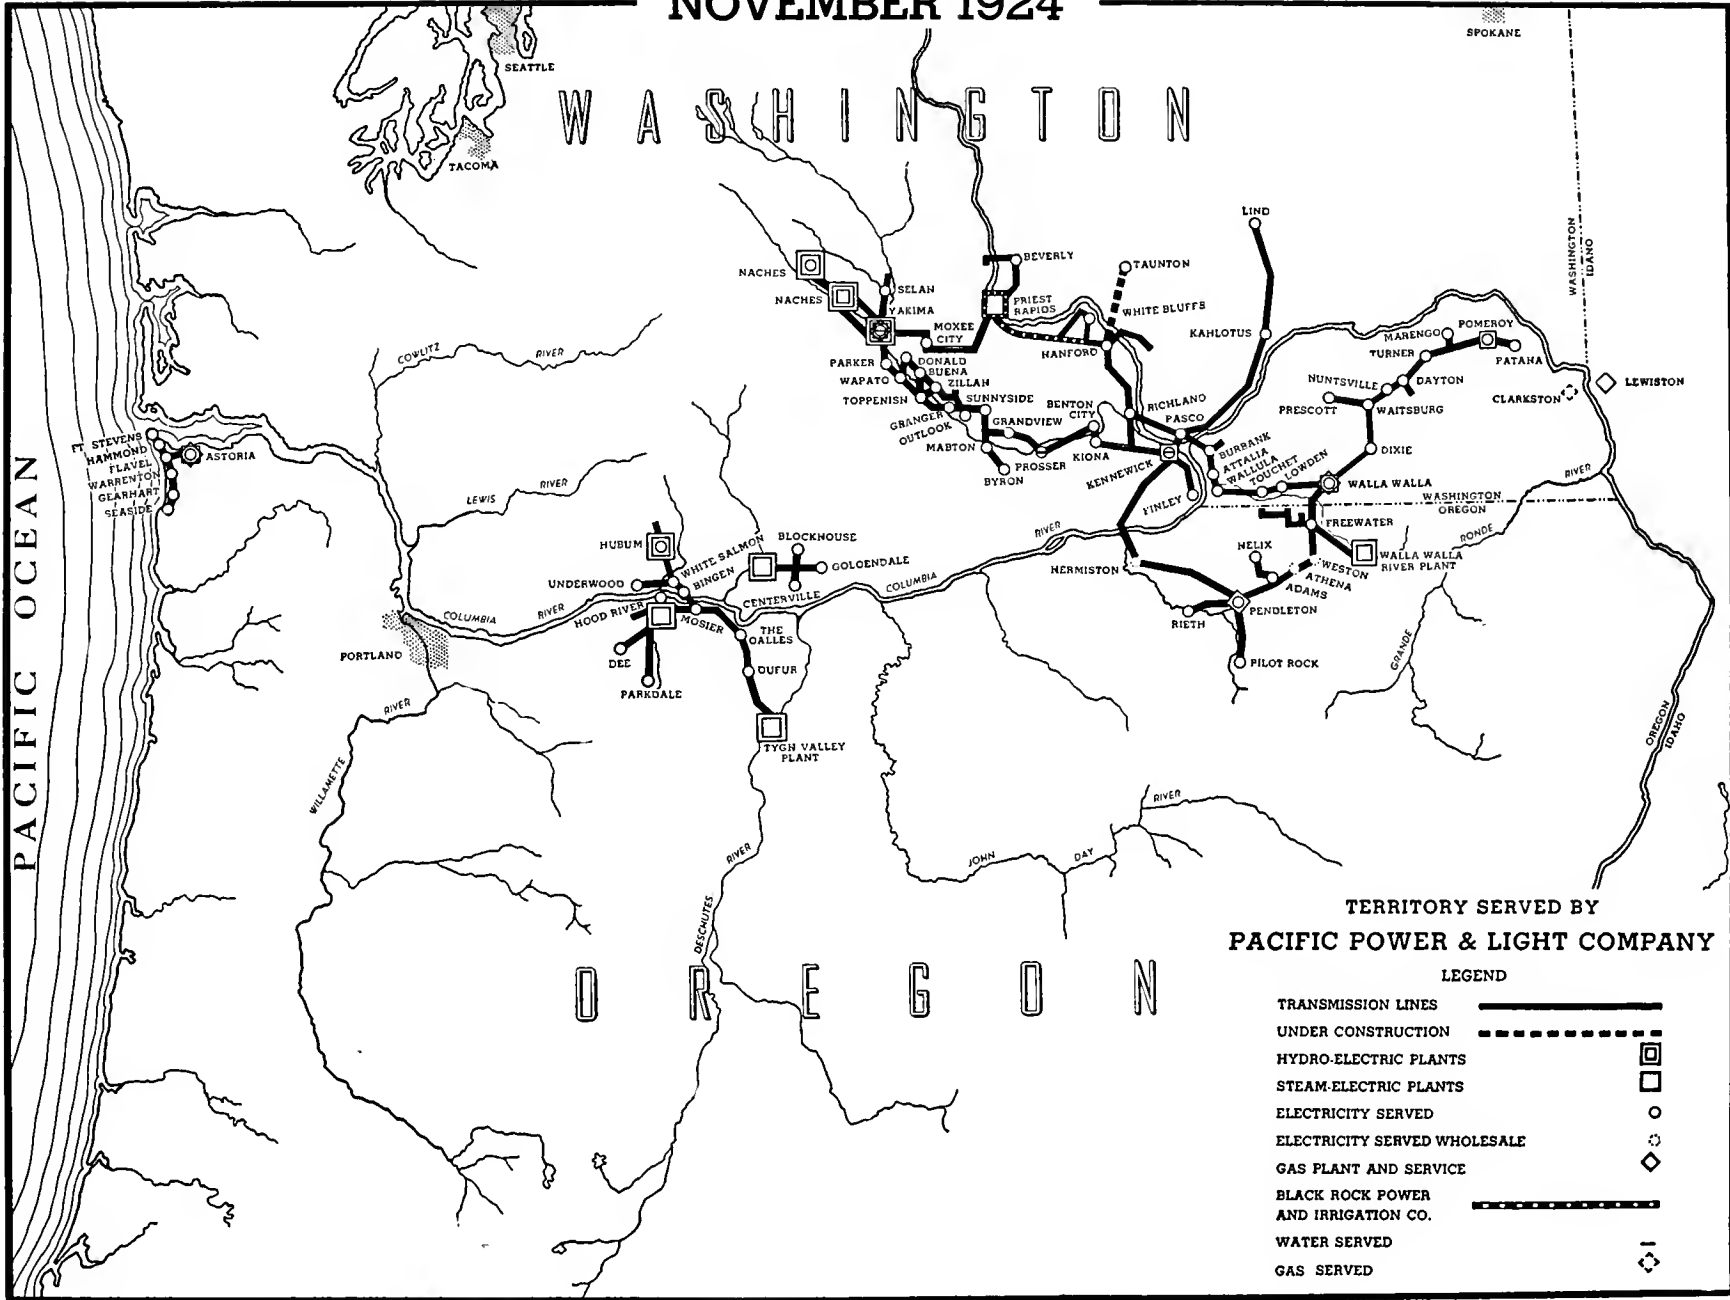 NOVEMBER 1924
SPOKANE
SEATTLE
WASHINGTON
TACOMA
WASHINGTON
IDAHO
LIND
BEVERLY
TAUNTON
NACHES
NACHES
SELAH
YAKIMA
PRIEST
RAPIDS
WHITE BLUFFS
MOXEE
CITY
HANFORD
KAHLOTUS
MARENGO
POMEROY
TURNER
PATAHA
COWLITZ
RIVER
PARKER
DONALD
BUENA
WAPATO
ZILLAH
TOPPENISH
SUNNYSIDE
GRANGER
OUTLOOK
GRANDVIEW
BENTON
CITY
RICHLAND
PASCO
NUNTSVILLE
DAYTON
PRESCOTT
WAITSBURG
CLARKSTON
LEWISTON
FT STEVENS
HAMMOND
FLAVEL
WARRENTON
GEARHART
SEASIDE
ASTORIA
MABTON
PROSSER
BYRON
KIONA
KENNEWICK
FINLEY
BURBANK
ATTALIA
WALLULA
TOUCHET
LOWDEN
DIXIE
WALLA WALLA
WASHINGTON
OREGON
RIVER
LEWIS
RIVER
FREEWATER
RONDE
HUBUM
WHITE SALMON
BINGEN
BLOCKHOUSE
GOLDENDALE
UNDERWOOD
CENTERVILLE
RIVER
COLUMBIA
HERMISTON
HELIX
WALLA WALLA
RIVER PLANT
WESTON
ATHENA
ADAMS
PENDLETON
RIETH
PILOT ROCK
GRANDE
COLUMBIA
RIVER
HOOD RIVER
MOSIER
THE
DALLES
DUFUR
DEE
PARKDALE
PORTLAND
RIVER
WILLAMETTE
TYGH VALLEY
PLANT
OREGON
IDAHO
PACIFIC OCEAN
RIVER
JOHN
DAY
RIVER
DESCHUTES
OREGON
TERRITORY SERVED BY
PACIFIC POWER & LIGHT COMPANY
LEGEND
TRANSMISSION LINES
UNDER CONSTRUCTION
HYDRO-ELECTRIC PLANTS
STEAM-ELECTRIC PLANTS
ELECTRICITY SERVED
ELECTRICITY SERVED WHOLESALE
GAS PLANT AND SERVICE
BLACK ROCK POWER
AND IRRIGATION CO.
WATER SERVED
GAS SERVED